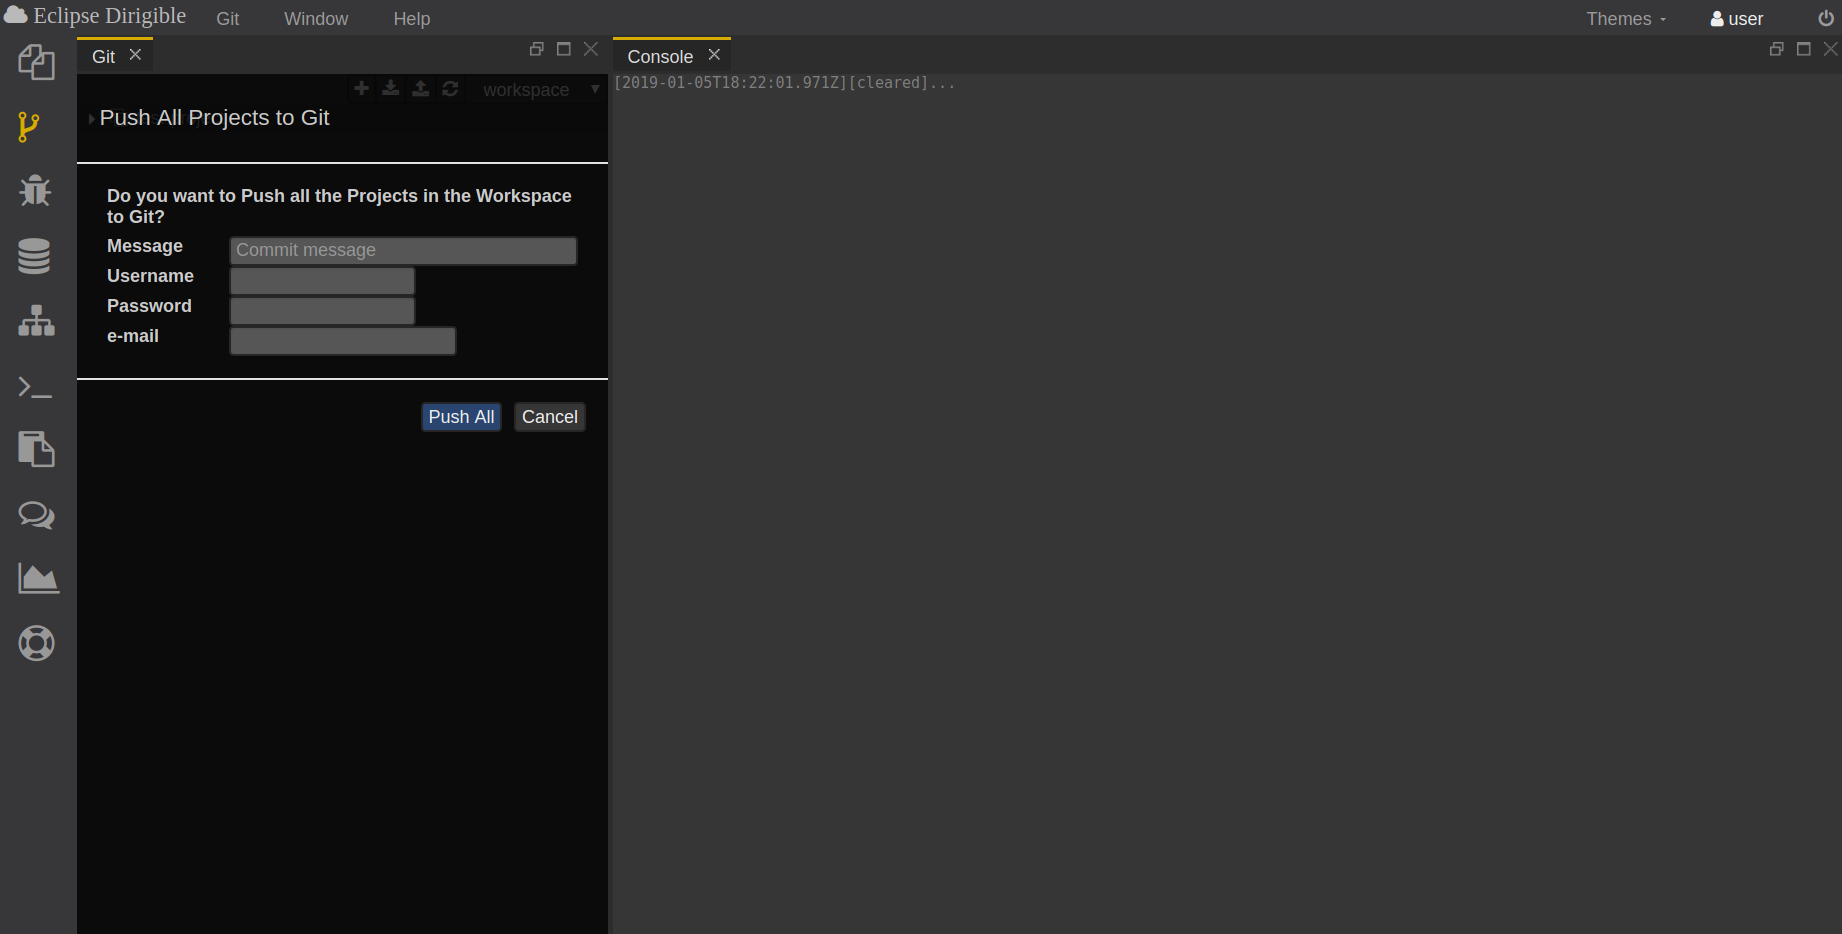 Eclipse Dirigible Git Window Help Themes user
Git Console
workspace
[2019-01-05T18:22:01.971Z][cleared]...
Push All Projects to Git
Do you want to Push all the Projects in the Workspace
to Git?
Message Commit message
Username
Password
e-mail
Push All Cancel